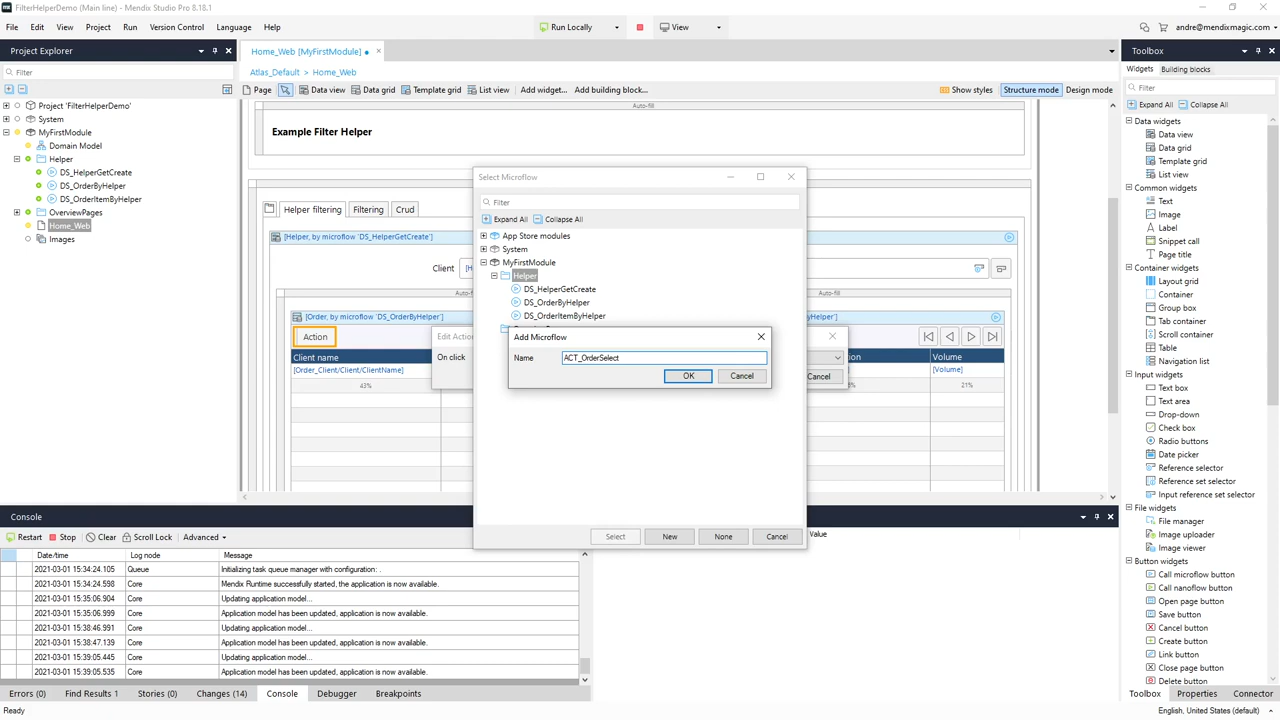 FilterHelperDemo (Main line) - Mendix Studio Pro 8.18.1
File Edit View Project Run Version Control Language Help
Run Locally
View
andre@mendixmagic.com
Project Explorer
Filter
Project 'FilterHelperDemo'
System
MyFirstModule
Domain Model
Helper
DS_HelperGetCreate
DS_OrderByHelper
DS_OrderItemByHelper
OverviewPages
Home_Web
Images
Home_Web [MyFirstModule]
Atlas_Default > Home_Web
Page Data view Data grid Template grid List view Add widget... Add building block... Show styles Structure mode Design mode
Auto-fill
Example Filter Helper
Helper filtering Filtering Crud
[Helper, by microflow 'DS_HelperGetCreate']
Client
Auto-fill
[Order, by microflow 'DS_OrderByHelper']
Action
Client name
[Order_Client/Client/ClientName]
43%
Edit Actio
On click
Cancel
Volume
[Volume]
21%
Select Microflow
Filter
Expand All Collapse All
App Store modules
System
MyFirstModule
Helper
DS_HelperGetCreate
DS_OrderByHelper
DS_OrderItemByHelper
Add Microflow
Name ACT_OrderSelect
OK Cancel
Select New None Cancel
Toolbox
Widgets Building blocks
Filter
Expand All Collapse All
Data widgets
Data view
Data grid
Template grid
List view
Common widgets
Text
Image
Label
Snippet call
Page title
Container widgets
Layout grid
Container
Group box
Tab container
Scroll container
Table
Navigation list
Input widgets
Text box
Text area
Drop-down
Check box
Radio buttons
Date picker
Reference selector
Reference set selector
Input reference set selector
File widgets
File manager
Image uploader
Image viewer
Button widgets
Call microflow button
Call nanoflow button
Open page button
Save button
Cancel button
Create button
Link button
Close page button
Delete button
Toolbox Properties Connector
Console
Restart Stop Clear Scroll Lock Advanced
Value
Date/time Log node Message
2021-03-01 15:34:24.105 Queue Initializing task queue manager with configuration: .
2021-03-01 15:34:24.598 Core Mendix Runtime successfully started, the application is now available.
2021-03-01 15:35:06.904 Core Updating application model...
2021-03-01 15:35:06.999 Core Application model has been updated, application is now available.
2021-03-01 15:38:46.991 Core Updating application model...
2021-03-01 15:38:47.139 Core Application model has been updated, application is now available.
2021-03-01 15:39:05.445 Core Updating application model...
2021-03-01 15:39:05.535 Core Application model has been updated, application is now available.
Errors (0) Find Results 1 Stories (0) Changes (14) Console Debugger Breakpoints
Ready
English, United States (default)